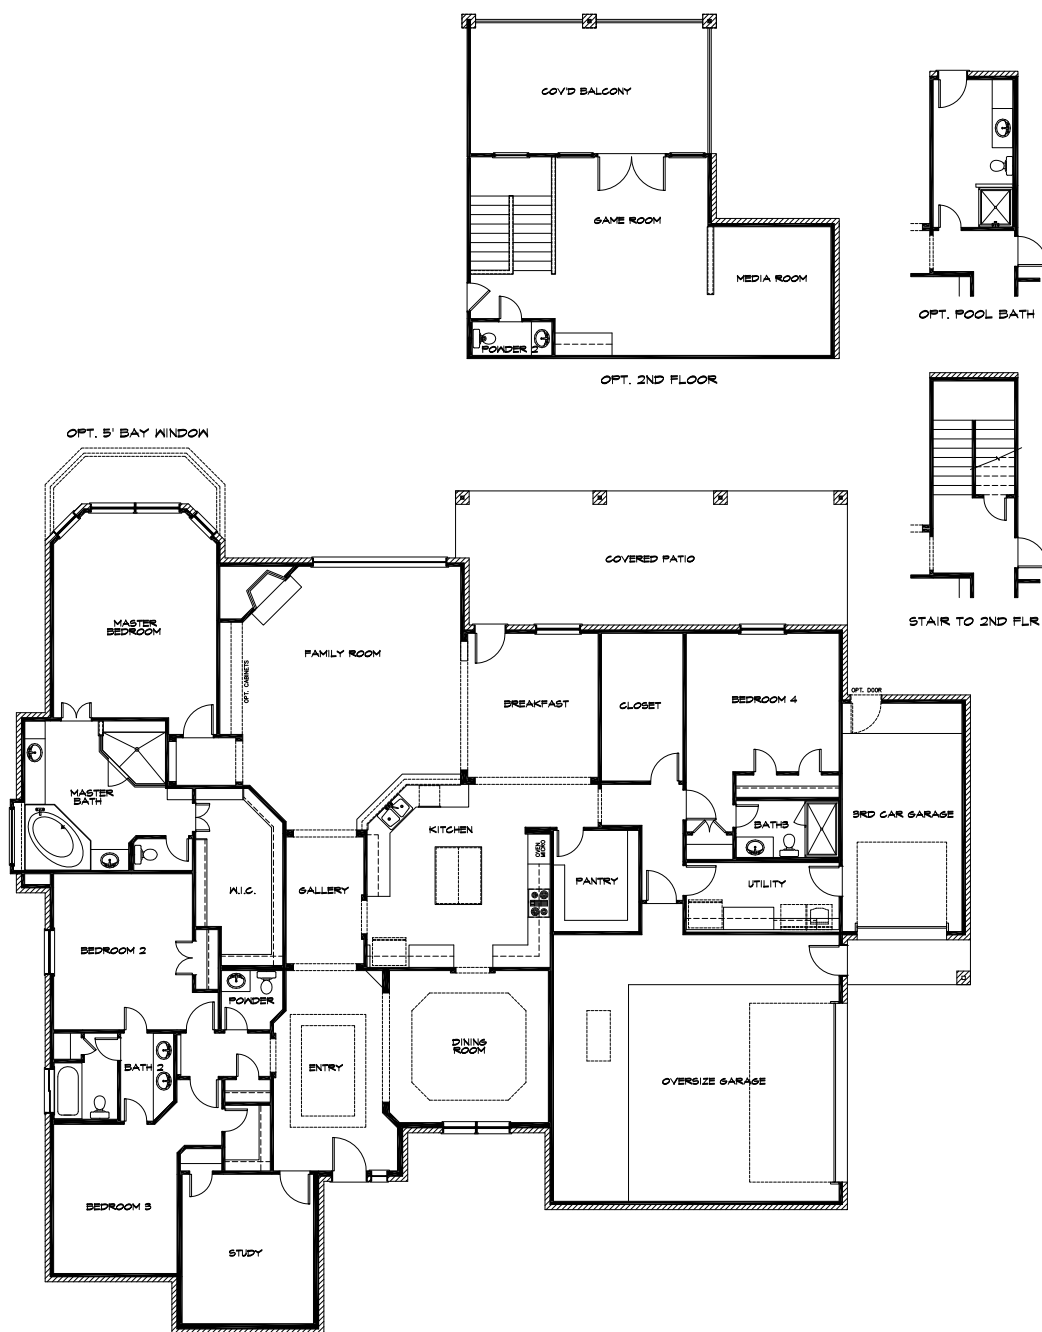 COV'D BALCONY
GAME ROOM
MEDIA ROOM
POWDER 2
OPT. 2ND FLOOR
OPT. POOL BATH
STAIR TO 2ND FLR
OPT. 5' BAY WINDOW
COVERED PATIO
MASTER
BEDROOM
FAMILY ROOM
OPT. CABINETS
BREAKFAST
CLOSET
BEDROOM 4
OPT. DOOR
MASTER
BATH
KITCHEN
OVEN
MICRO
BATH3
3RD CAR GARAGE
W.I.C.
GALLERY
PANTRY
UTILITY
BEDROOM 2
POWDER
DINING
ROOM
BATH 2
ENTRY
OVERSIZE GARAGE
BEDROOM 3
STUDY